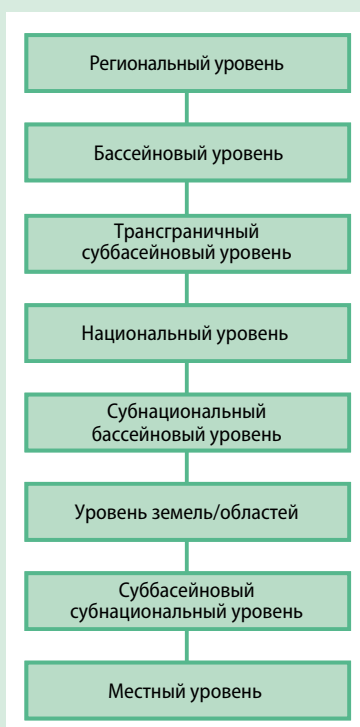 Региональный уровень
Бассейновый уровень
Трансграничный
суббасейновый уровень
Национальный уровень
Субнациональный
бассейновый уровень
Уровень земель/областей
Суббасейновый
субнациональный уровень
Местный уровень